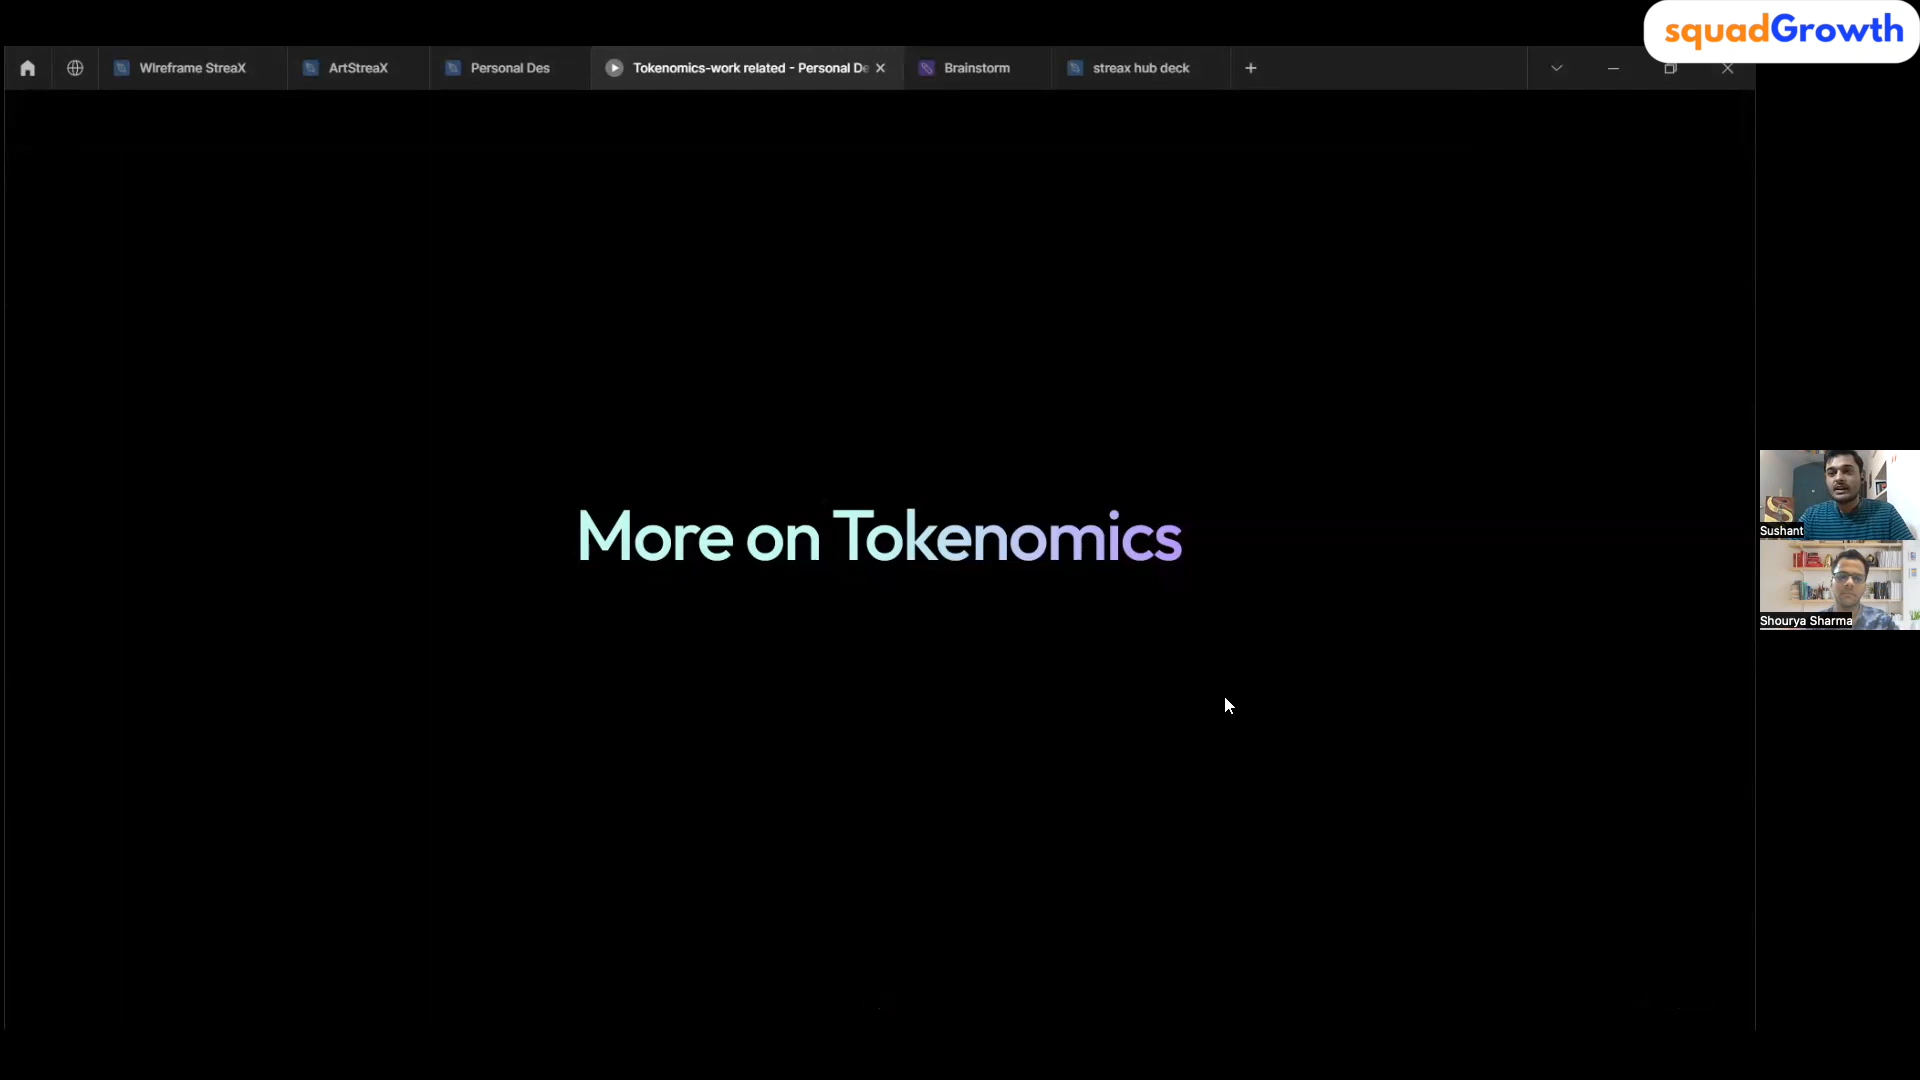 squadGrowth
WIreframe StreaX
ArtStreaX
Personal Des
Tokenomics-work related - Personal De
Brainstorm
streax hub deck
More on Tokenomics
Sushant
Shourya Sharma